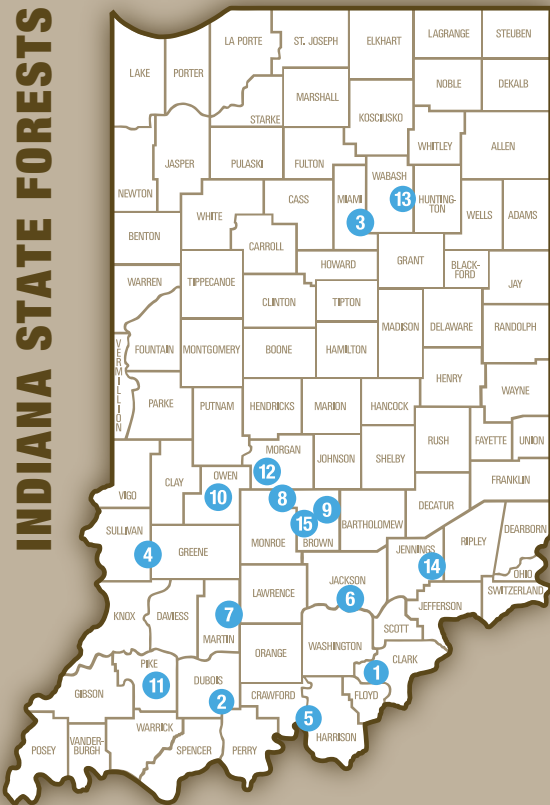 INDIANA STATE FORESTS
LA PORTE
ST. JOSEPH
ELKHART
LAGRANGE
STEUBEN
LAKE
PORTER
NOBLE
DEKALB
MARSHALL
KOSCIUSKO
STARKE
WHITLEY
ALLEN
JASPER
PULASKI
FULTON
WABASH
NEWTON
CASS
MIAMI
13
HUNTING-
TON
WELLS
ADAMS
WHITE
3
BENTON
CARROLL
GRANT
HOWARD
BLACK-
FORD
JAY
WARREN
TIPPECANOE
CLINTON
TIPTON
MADISON
DELAWARE
RANDOLPH
VERMILLION
FOUNTAIN
MONTGOMERY
BOONE
HAMILTON
HENRY
WAYNE
PARKE
PUTNAM
HENDRICKS
MARION
HANCOCK
RUSH
FAYETTE
UNION
MORGAN
JOHNSON
SHELBY
12
OWEN
CLAY
FRANKLIN
VIGO
10
8
9
DECATUR
15
BARTHOLOMEW
SULLIVAN
DEARBORN
MONROE
BROWN
RIPLEY
4
GREENE
JENNINGS
14
OHIO
JACKSON
SWITZERLAND
LAWRENCE
6
JEFFERSON
KNOX
DAVIESS
7
SCOTT
MARTIN
WASHINGTON
ORANGE
CLARK
PIKE
1
11
DUBOIS
GIBSON
2
CRAWFORD
FLOYD
5
WARRICK
HARRISON
POSEY
VANDER-
BURGH
SPENCER
PERRY